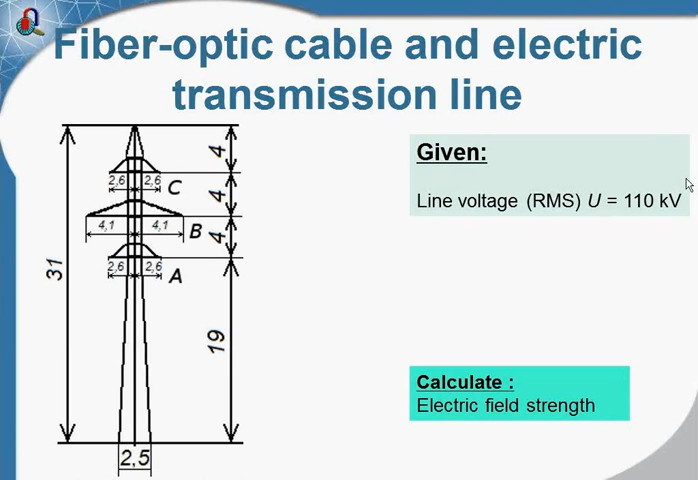 Fiber-optic cable and electric
transmission line
4
2,6 2,6 C
4
4,1 4,1 B
4
2,6 2,6 A
31
19
2,5
Given:
Line voltage (RMS) U = 110 kV
Calculate :
Electric field strength